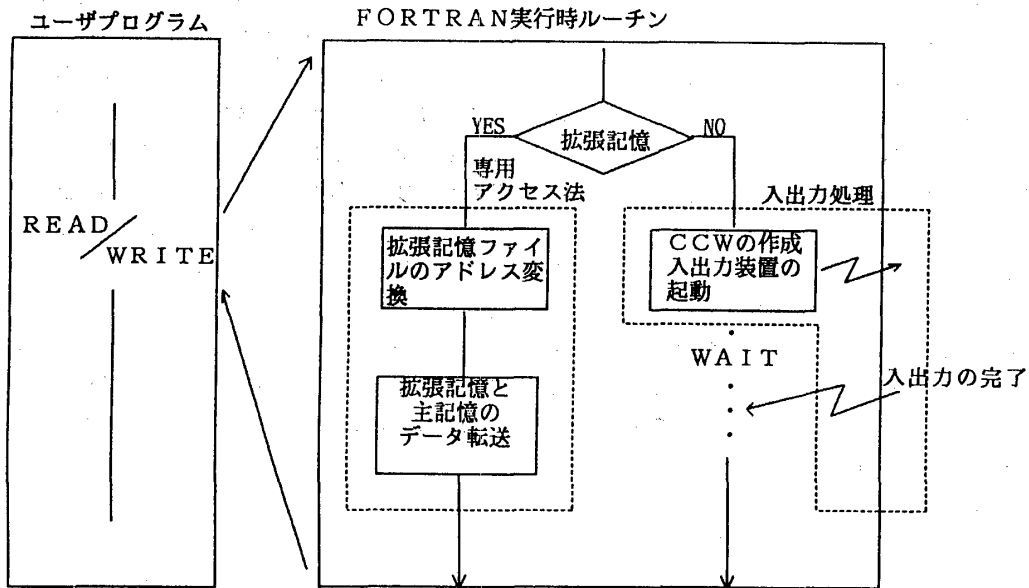 ユーザプログラム
FORTRAN実行時ルーチン
READ
WRITE
拡張記憶
YES
NO
専用
アクセス法
拡張記憶ファイ
ルのアドレス変
換
拡張記憶と
主記憶の
データ転送
入出力処理
CCWの作成
入出力装置の
起動
WAIT
入出力の完了